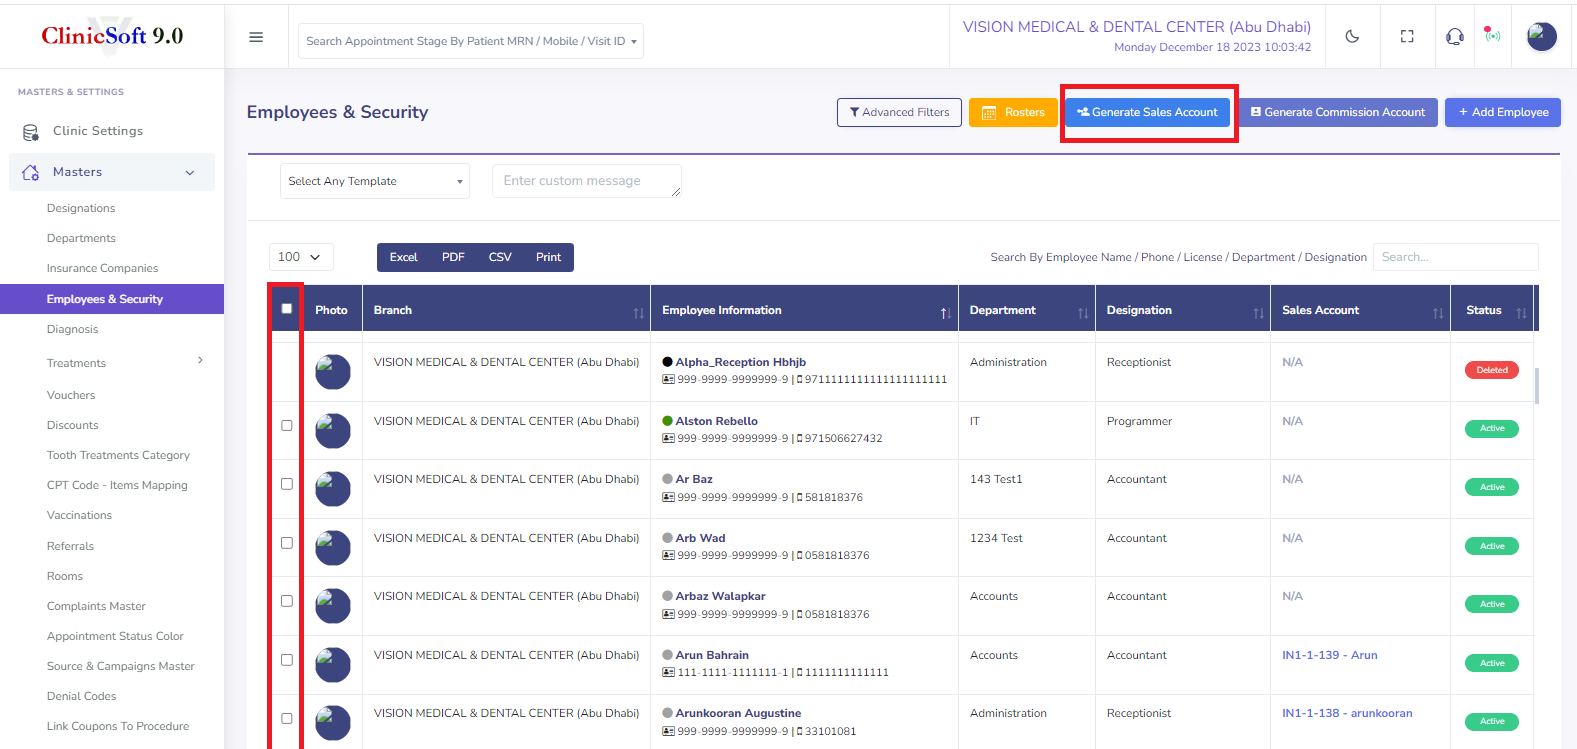 ClinicSoft 9.0
Search Appointment Stage By Patient MRN / Mobile / Visit ID
VISION MEDICAL & DENTAL CENTER (Abu Dhabi)
Monday December 18 2023 10:03:42
MASTERS & SETTINGS
Clinic Settings
Masters
Designations
Departments
Insurance Companies
Employees & Security
Diagnosis
Treatments
Vouchers
Discounts
Tooth Treatments Category
CPT Code - Items Mapping
Vaccinations
Referrals
Rooms
Complaints Master
Appointment Status Color
Source & Campaigns Master
Denial Codes
Link Coupons To Procedure
Employees & Security
Advanced Filters
Rosters
Generate Sales Account
Generate Commission Account
+ Add Employee
Select Any Template
Enter custom message
100
Excel PDF CSV Print
Search By Employee Name / Phone / License / Department / Designation
Search...
Photo Branch Employee Information Department Designation Sales Account Status
VISION MEDICAL & DENTAL CENTER (Abu Dhabi) Alpha_Reception Hbhjb Administration Receptionist N/A Deleted
999-9999-9999999-9 | 9711111111111111111111
VISION MEDICAL & DENTAL CENTER (Abu Dhabi) Alston Rebello IT Programmer N/A Active
999-9999-9999999-9 | 971506627432
VISION MEDICAL & DENTAL CENTER (Abu Dhabi) Ar Baz 143 Test1 Accountant N/A Active
999-9999-9999999-9 | 581818376
VISION MEDICAL & DENTAL CENTER (Abu Dhabi) Arb Wad 1234 Test Accountant N/A Active
999-9999-9999999-9 | 0581818376
VISION MEDICAL & DENTAL CENTER (Abu Dhabi) Arbaz Walapkar Accounts Accountant N/A Active
999-9999-9999999-9 | 0581818376
VISION MEDICAL & DENTAL CENTER (Abu Dhabi) Arun Bahrain Accounts Accountant IN1-1-139 - Arun Active
111-1111-1111111-1 | 1111111111111
VISION MEDICAL & DENTAL CENTER (Abu Dhabi) Arunkooran Augustine Administration Receptionist IN1-1-138 - arunkooran Active
999-9999-9999999-9 | 33101081